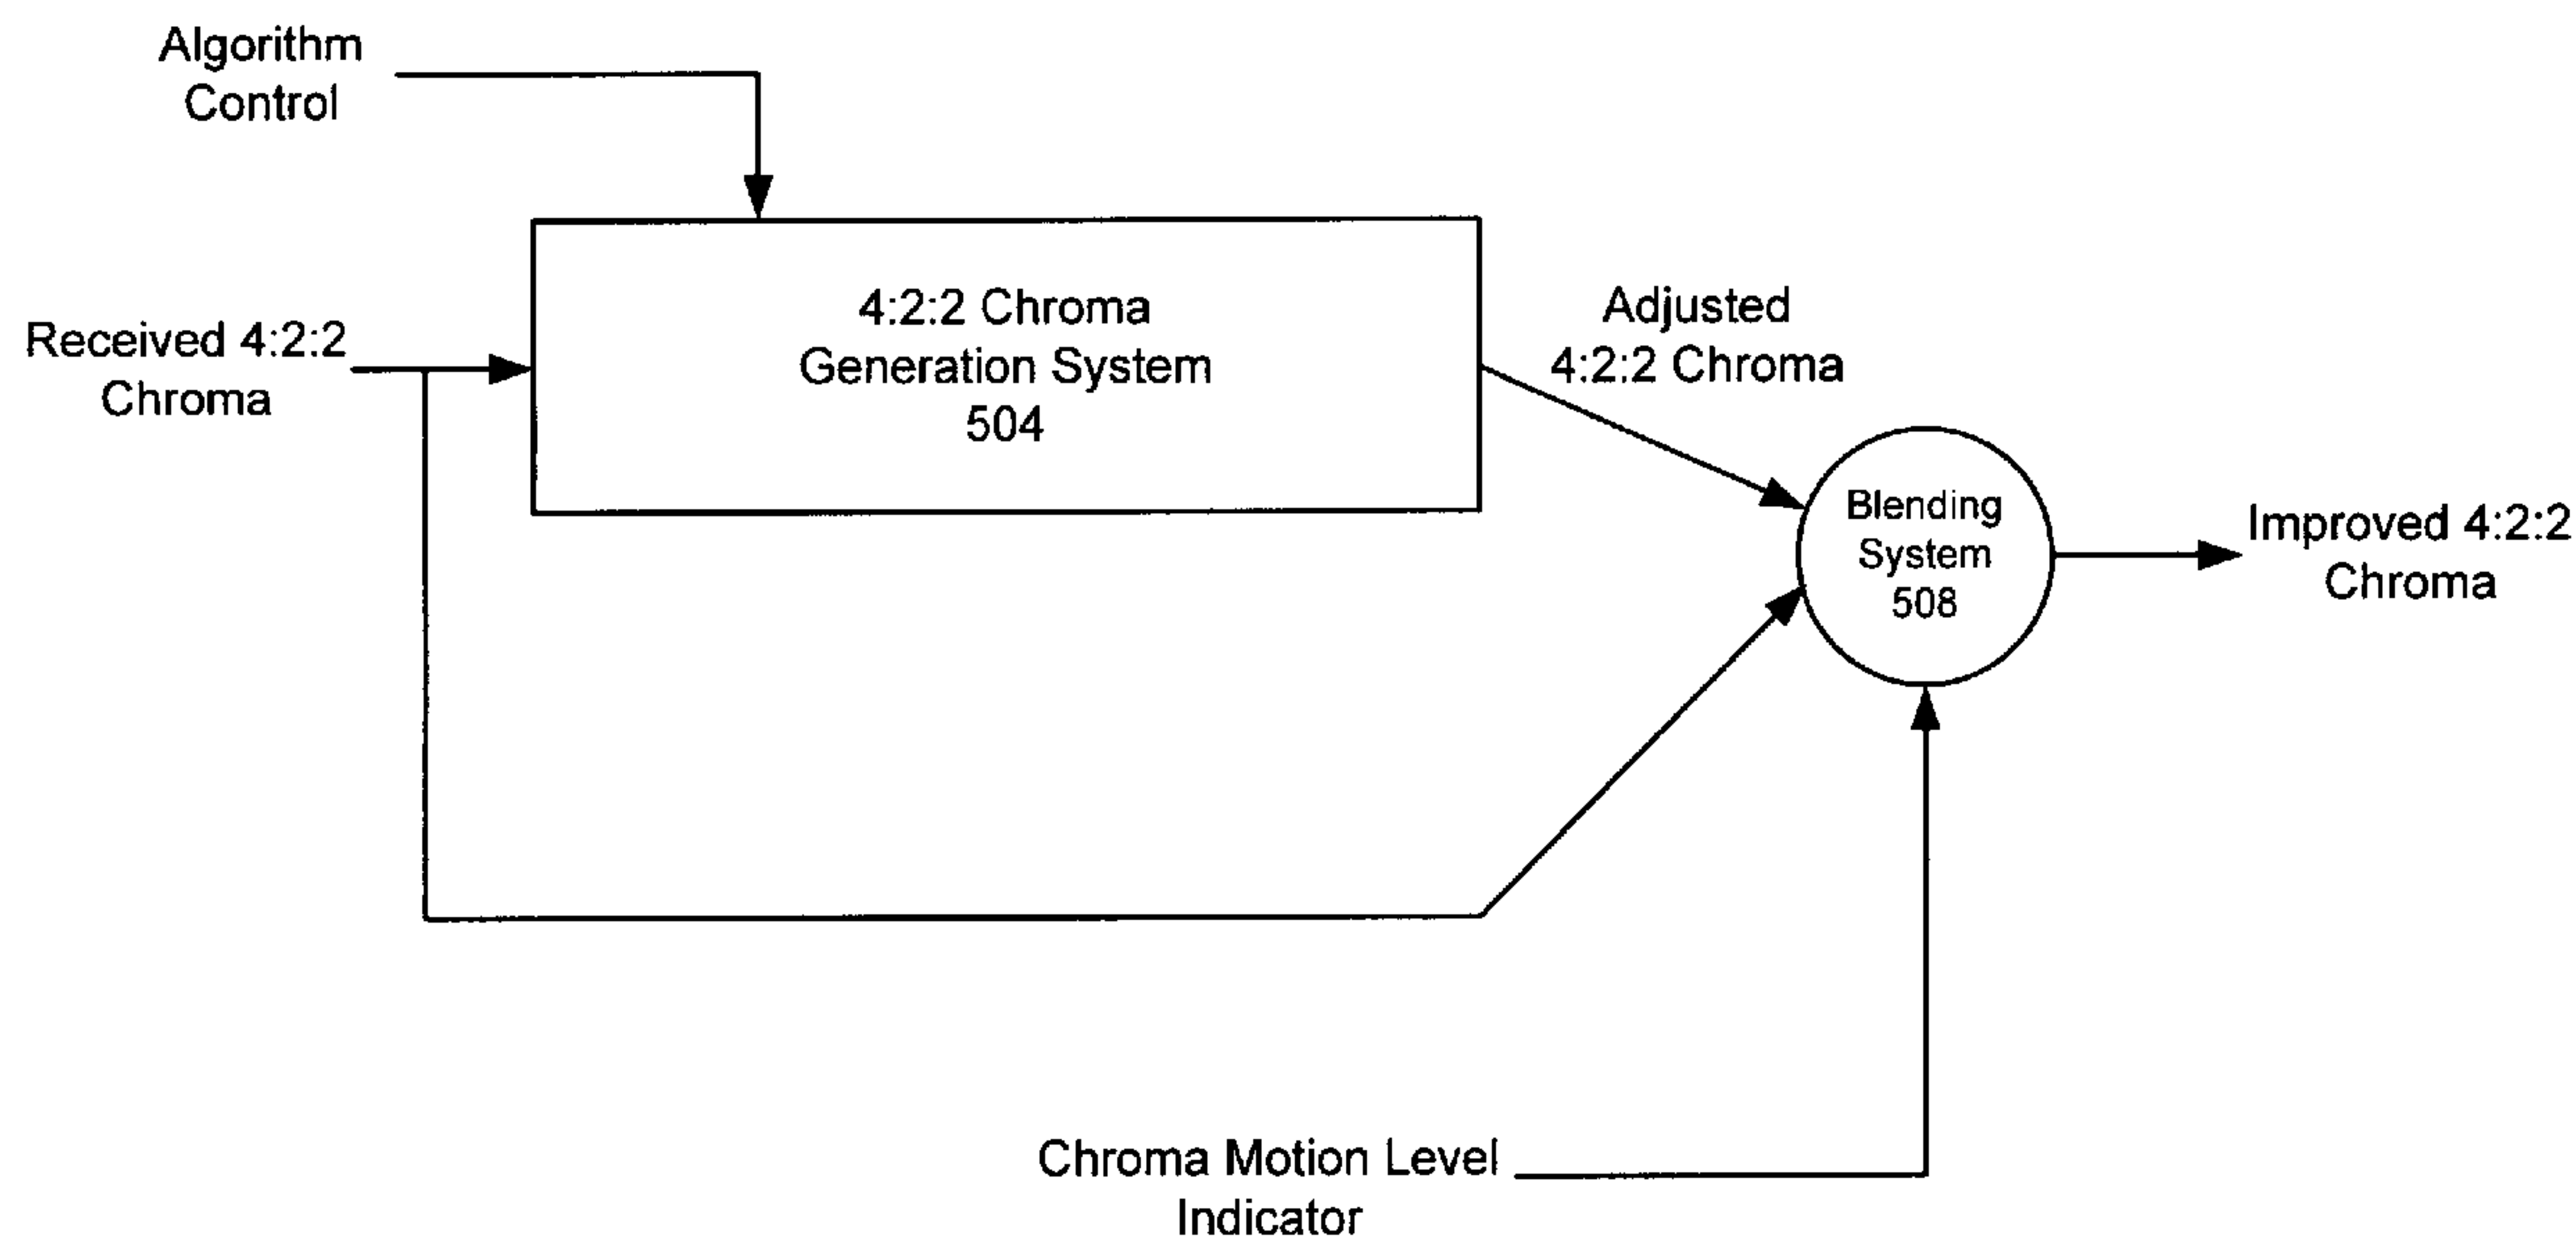 Algorithm
Control
Received 4:2:2
Chroma
4:2:2 Chroma
Generation System
504
Adjusted
4:2:2 Chroma
Blending
System
508
Improved 4:2:2
Chroma
Chroma Motion Level
Indicator